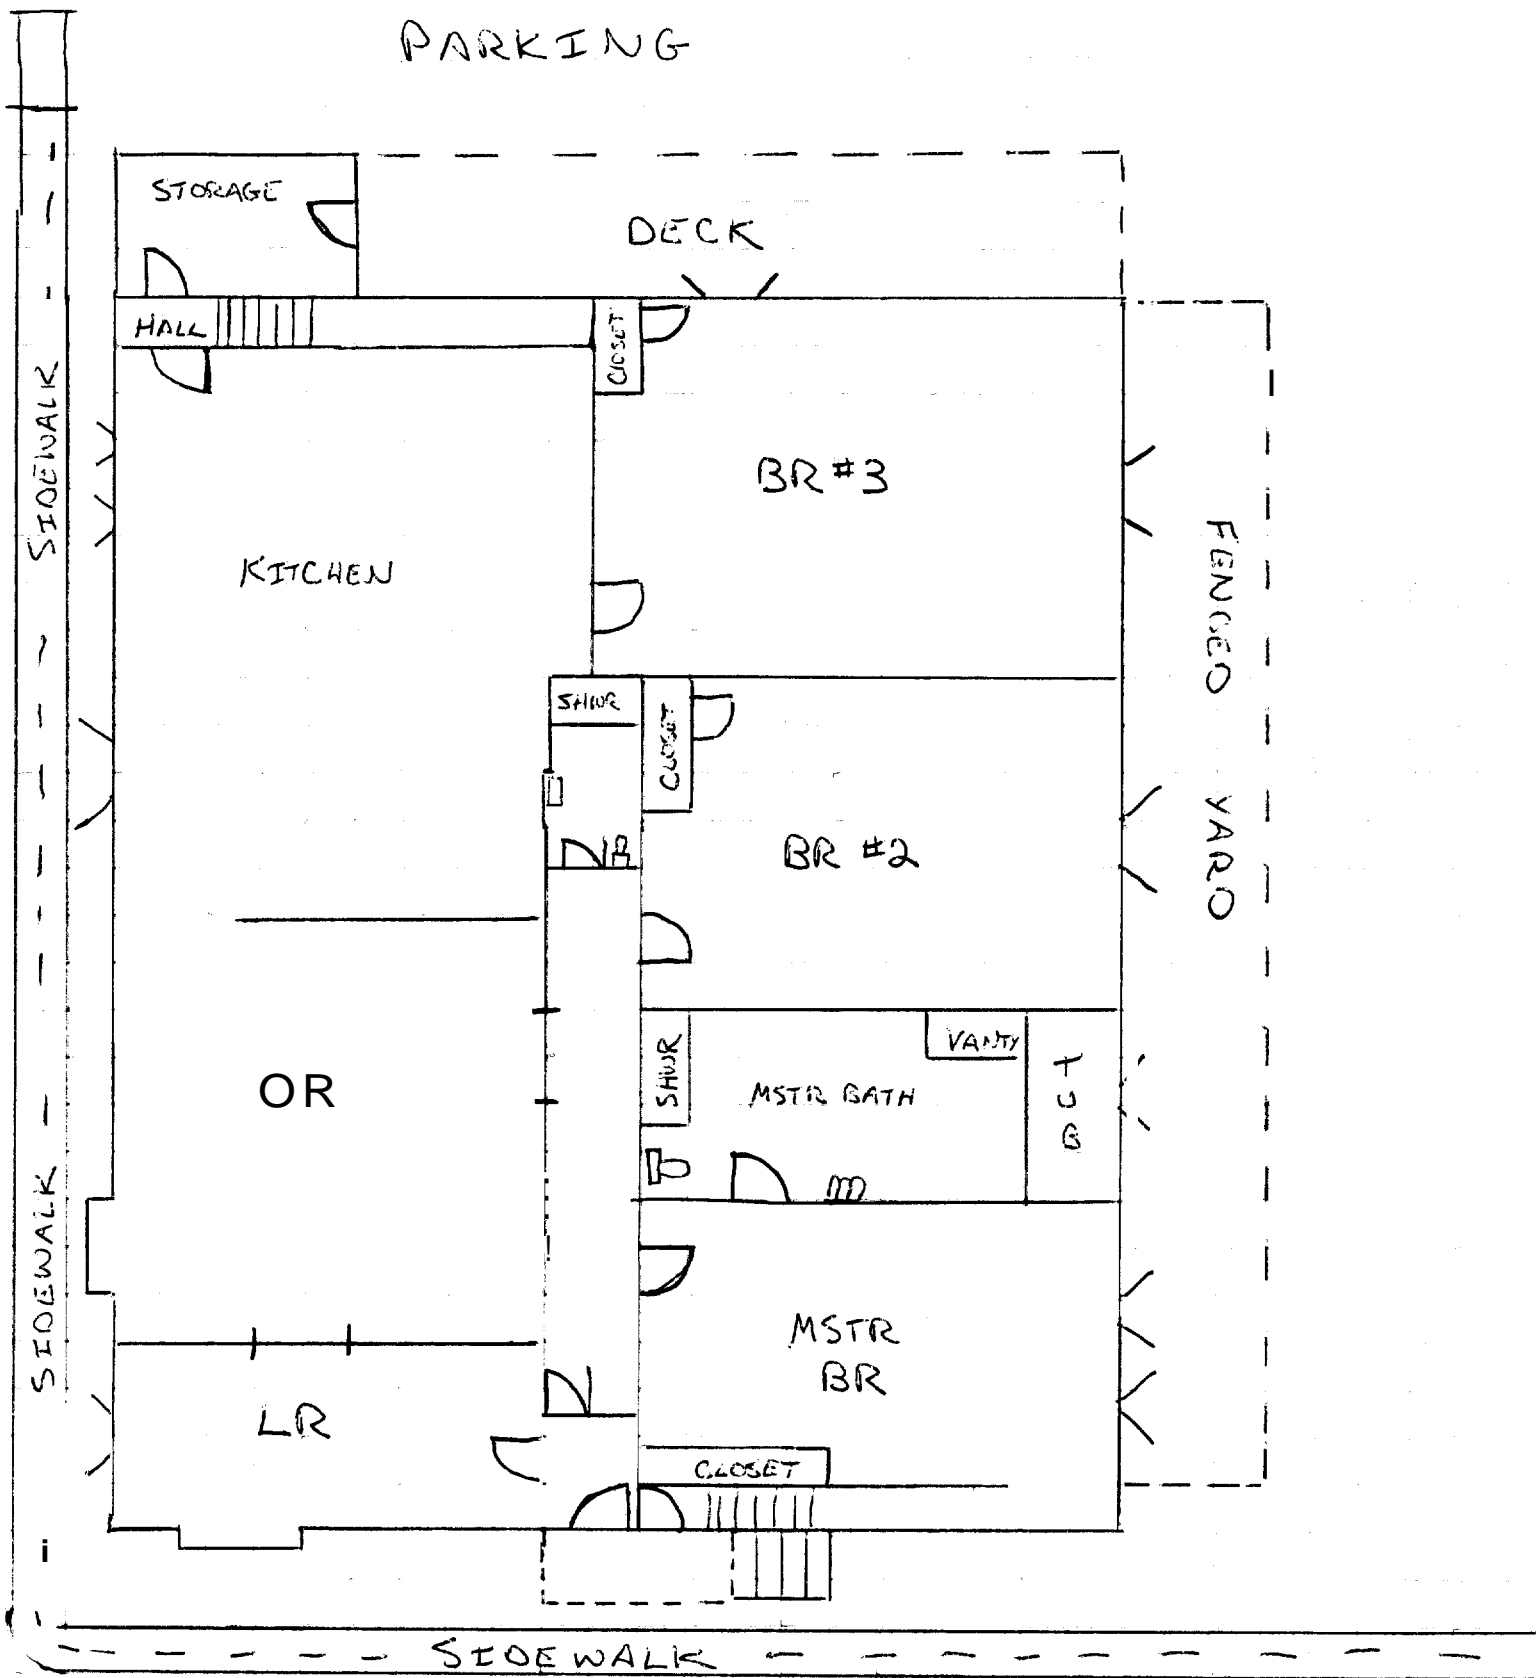 PARKING
STORAGE
DECK
HALL
CLOSET
SIDEWALK
BR #3
KITCHEN
FENCED YARD
SHWR
CLOSET
BR #2
OR
SHWR
MSTR BATH
VANTY
TUB
SIDEWALK
MSTR
BR
LR
CLOSET
i
SIDEWALK